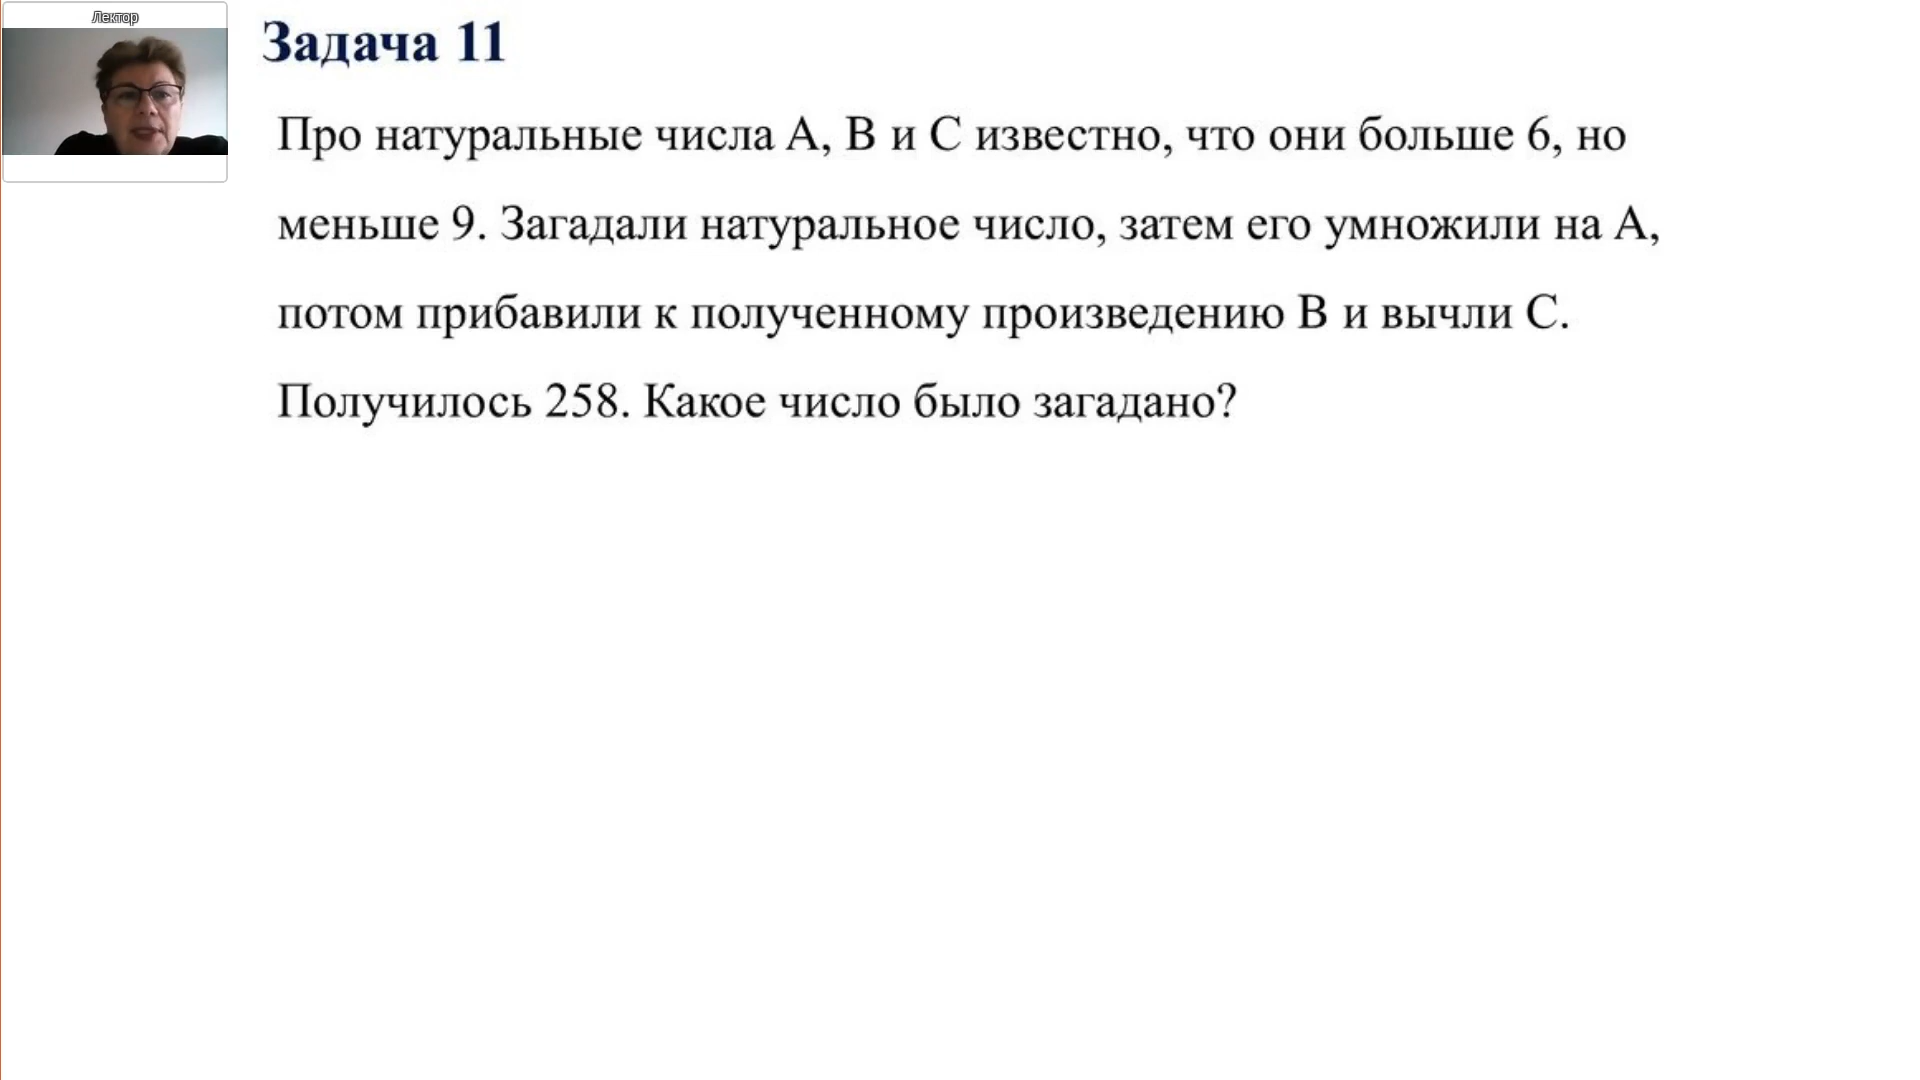 Лектор
Задача 11
Про натуральные числа А, В и С известно, что они больше 6, но
меньше 9. Загадали натуральное число, затем его умножили на А,
потом прибавили к полученному произведению В и вычли С.
Получилось 258. Какое число было загадано?